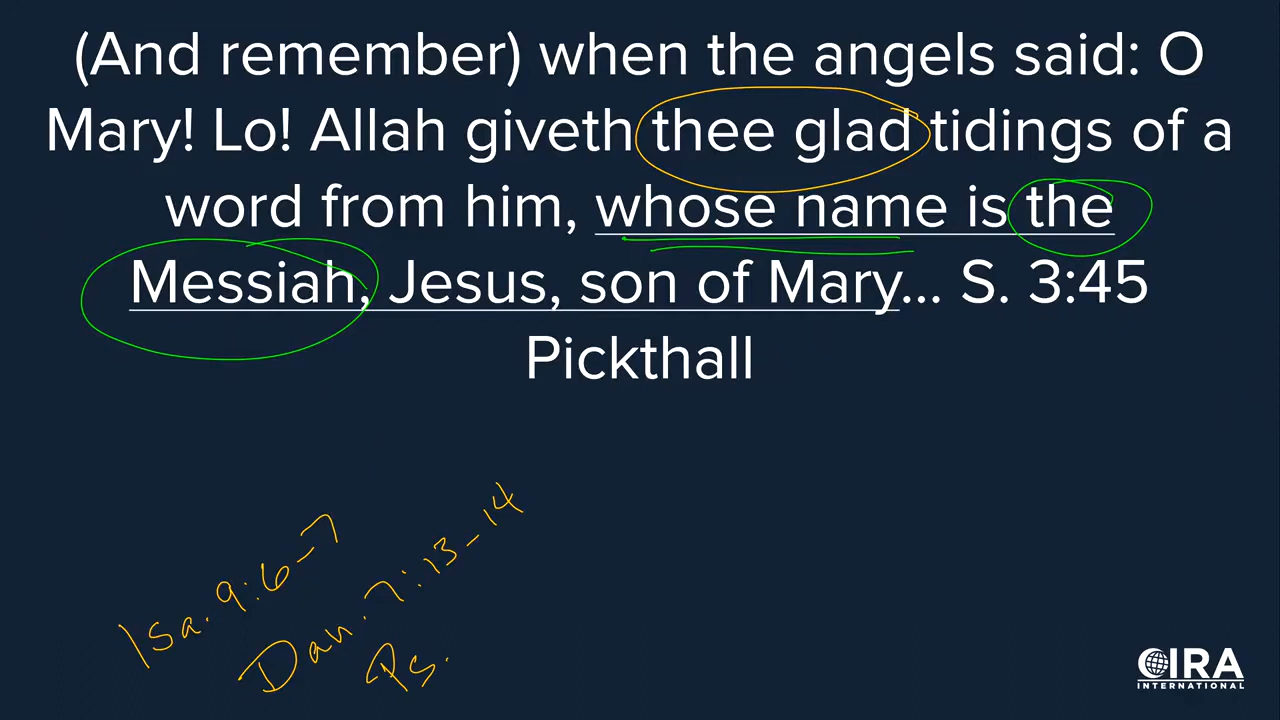 (And remember) when the angels said: O
Mary! Lo! Allah giveth thee glad tidings of a
word from him, whose name is the
Messiah, Jesus, son of Mary... S. 3:45
Pickthall
Isa. 9:6-7
Dan. 7:13-14
Ps.
CIRA
INTERNATIONAL